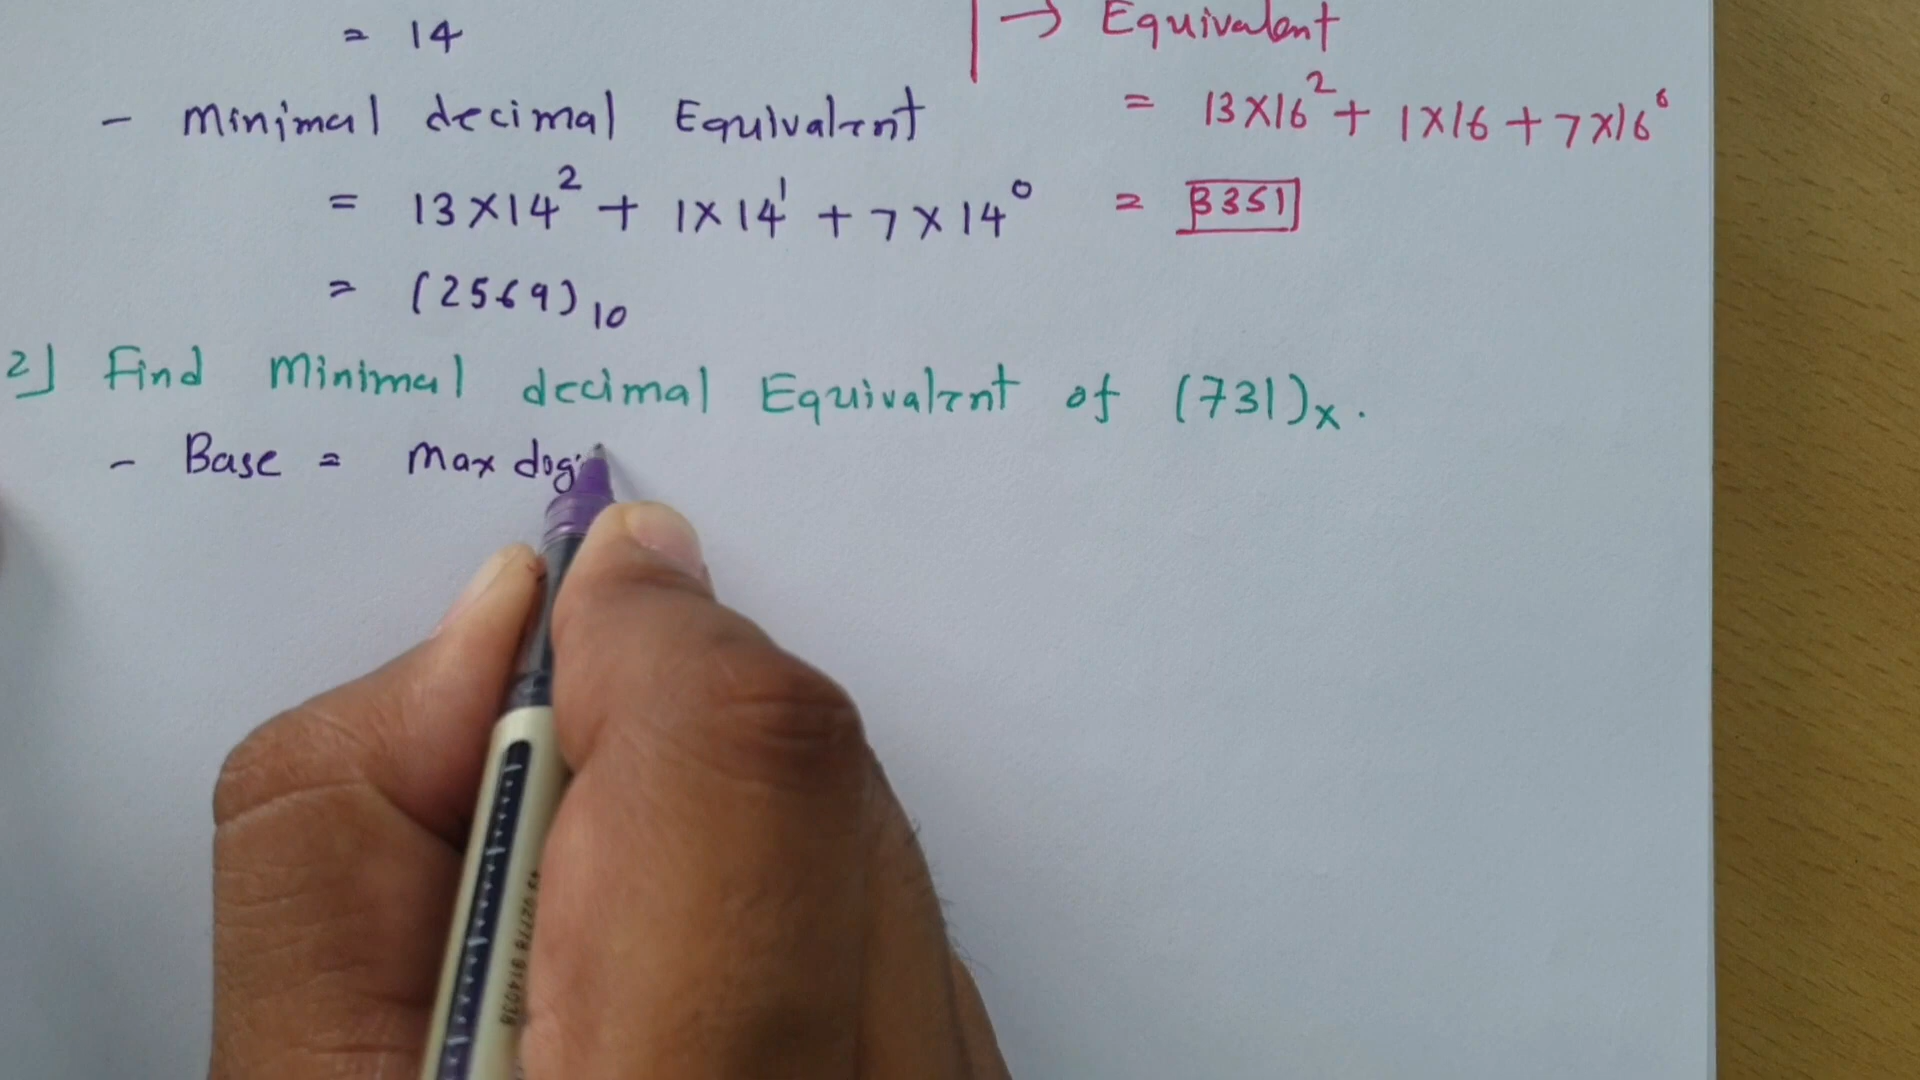 = 14
- Minimal decimal Equivalent
= 13×14² + 1×14¹ + 7×14⁰
= (2569)₁₀
→ Equivalent
= 13×16² + 1×16 + 7×16⁰
= 3351
2] Find Minimal decimal Equivalent of (731)ₓ.
- Base = Max